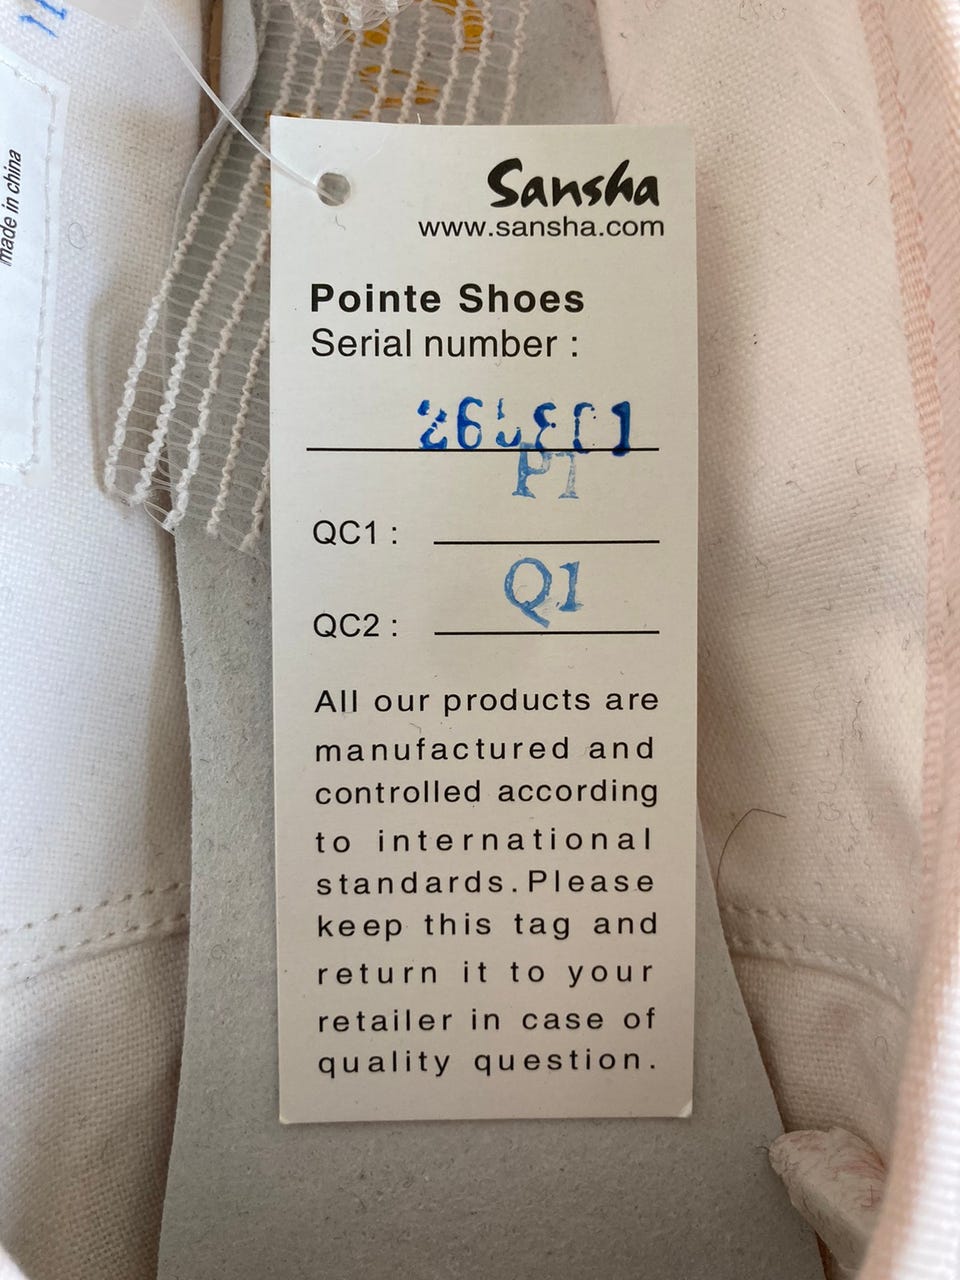 made in china
Sansha
www.sansha.com
Pointe Shoes
Serial number :
P1
QC1 :
Q1
QC2 :
All our products are
manufactured and
controlled according
to international
standards.Please
keep this tag and
return it to your
retailer in case of
quality question.